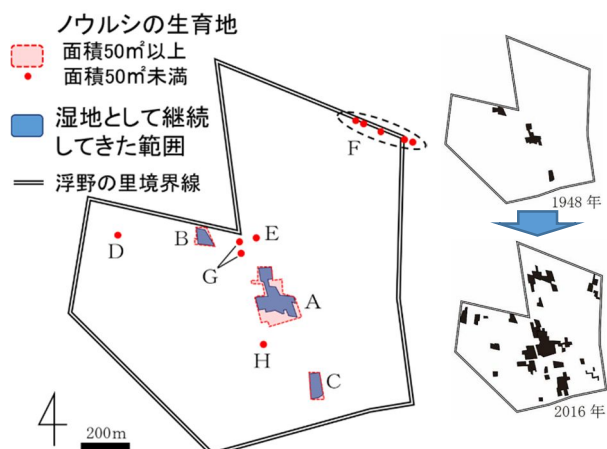 ノウルシの生育地
面積50㎡以上
面積50㎡未満
湿地として継続
してきた範囲
浮野の里境界線
F
D
B
E
G
A
H
C
200m
1948 年
2016 年